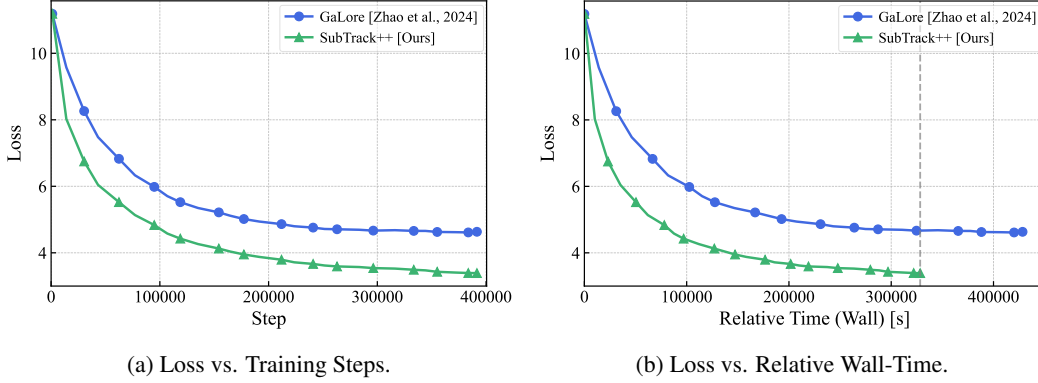 GaLore [Zhao et al., 2024]
SubTrack++ [Ours]
10
8
6
4
Loss
0
100000
200000
300000
400000
Step
(a) Loss vs. Training Steps.
GaLore [Zhao et al., 2024]
SubTrack++ [Ours]
10
8
6
4
Loss
0
100000
200000
300000
400000
Relative Time (Wall) [s]
(b) Loss vs. Relative Wall-Time.